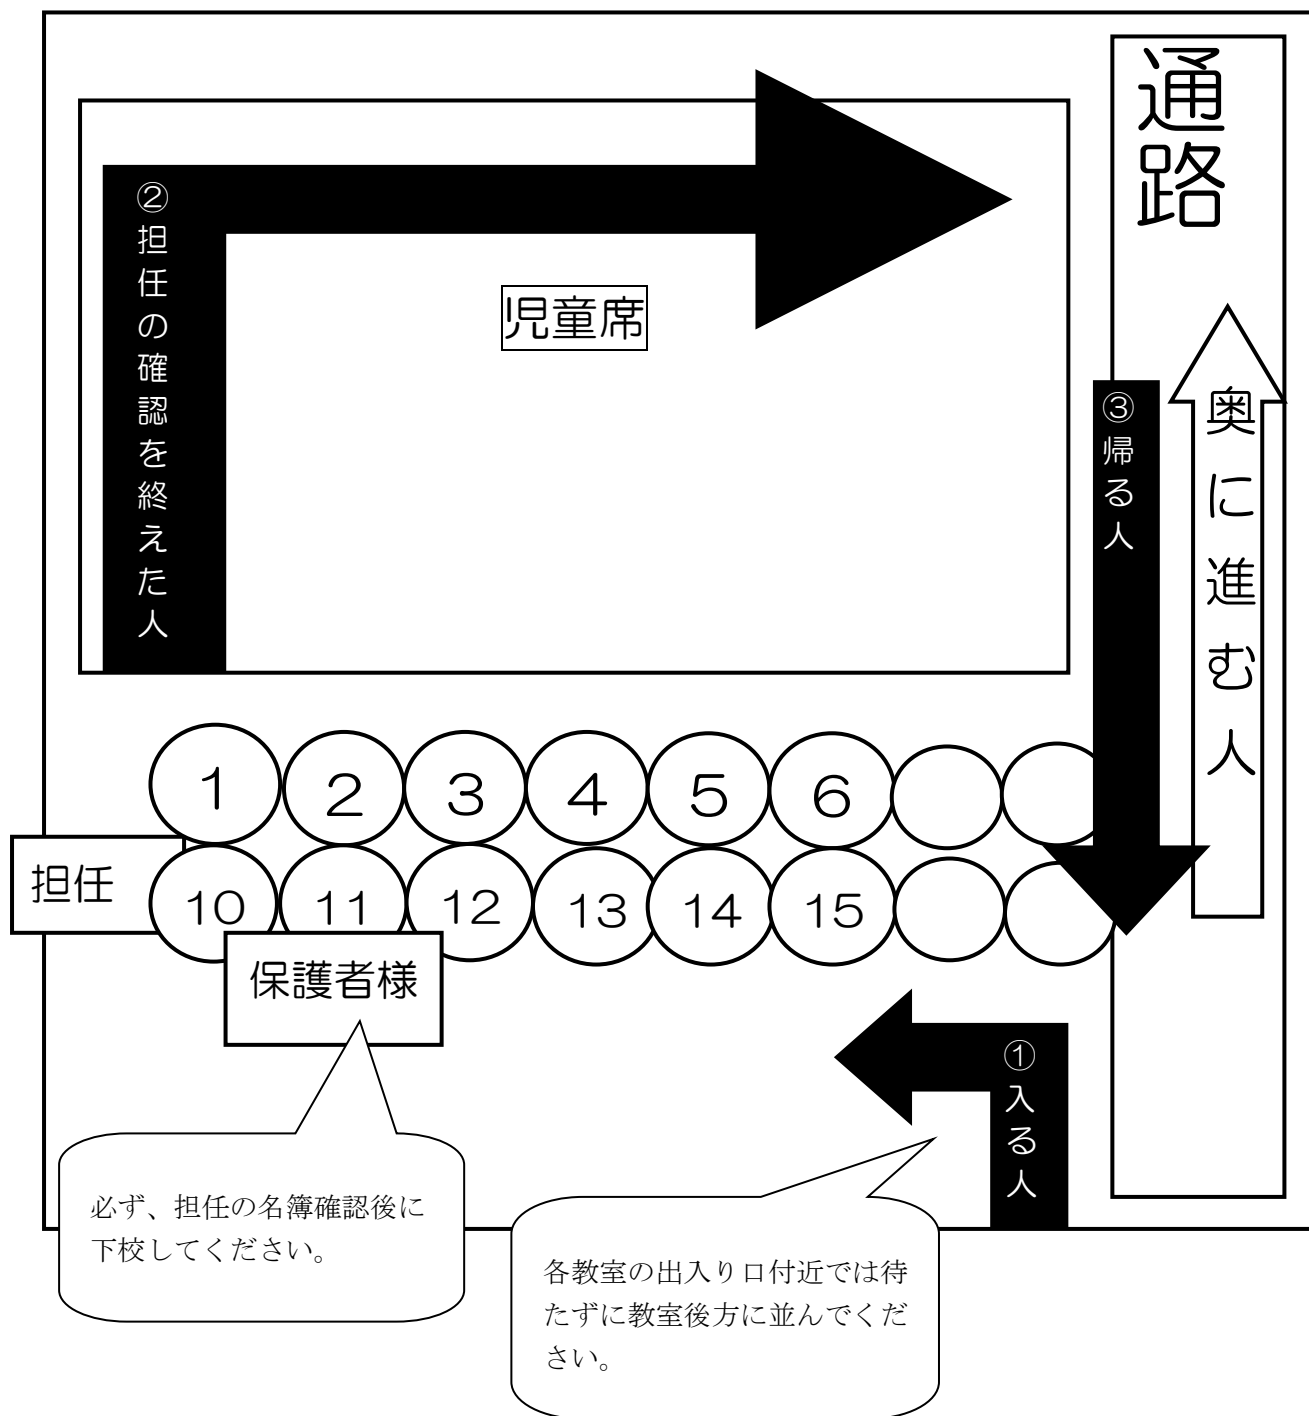 通路
②担任の確認を終えた人
児童席
③帰る人
奥に進む人
1
2
3
4
5
6
担任
10
11
12
13
14
15
保護者様
①入る人
必ず、担任の名簿確認後に
下校してください。
各教室の出入り口付近では待
たずに教室後方に並んでくだ
さい。